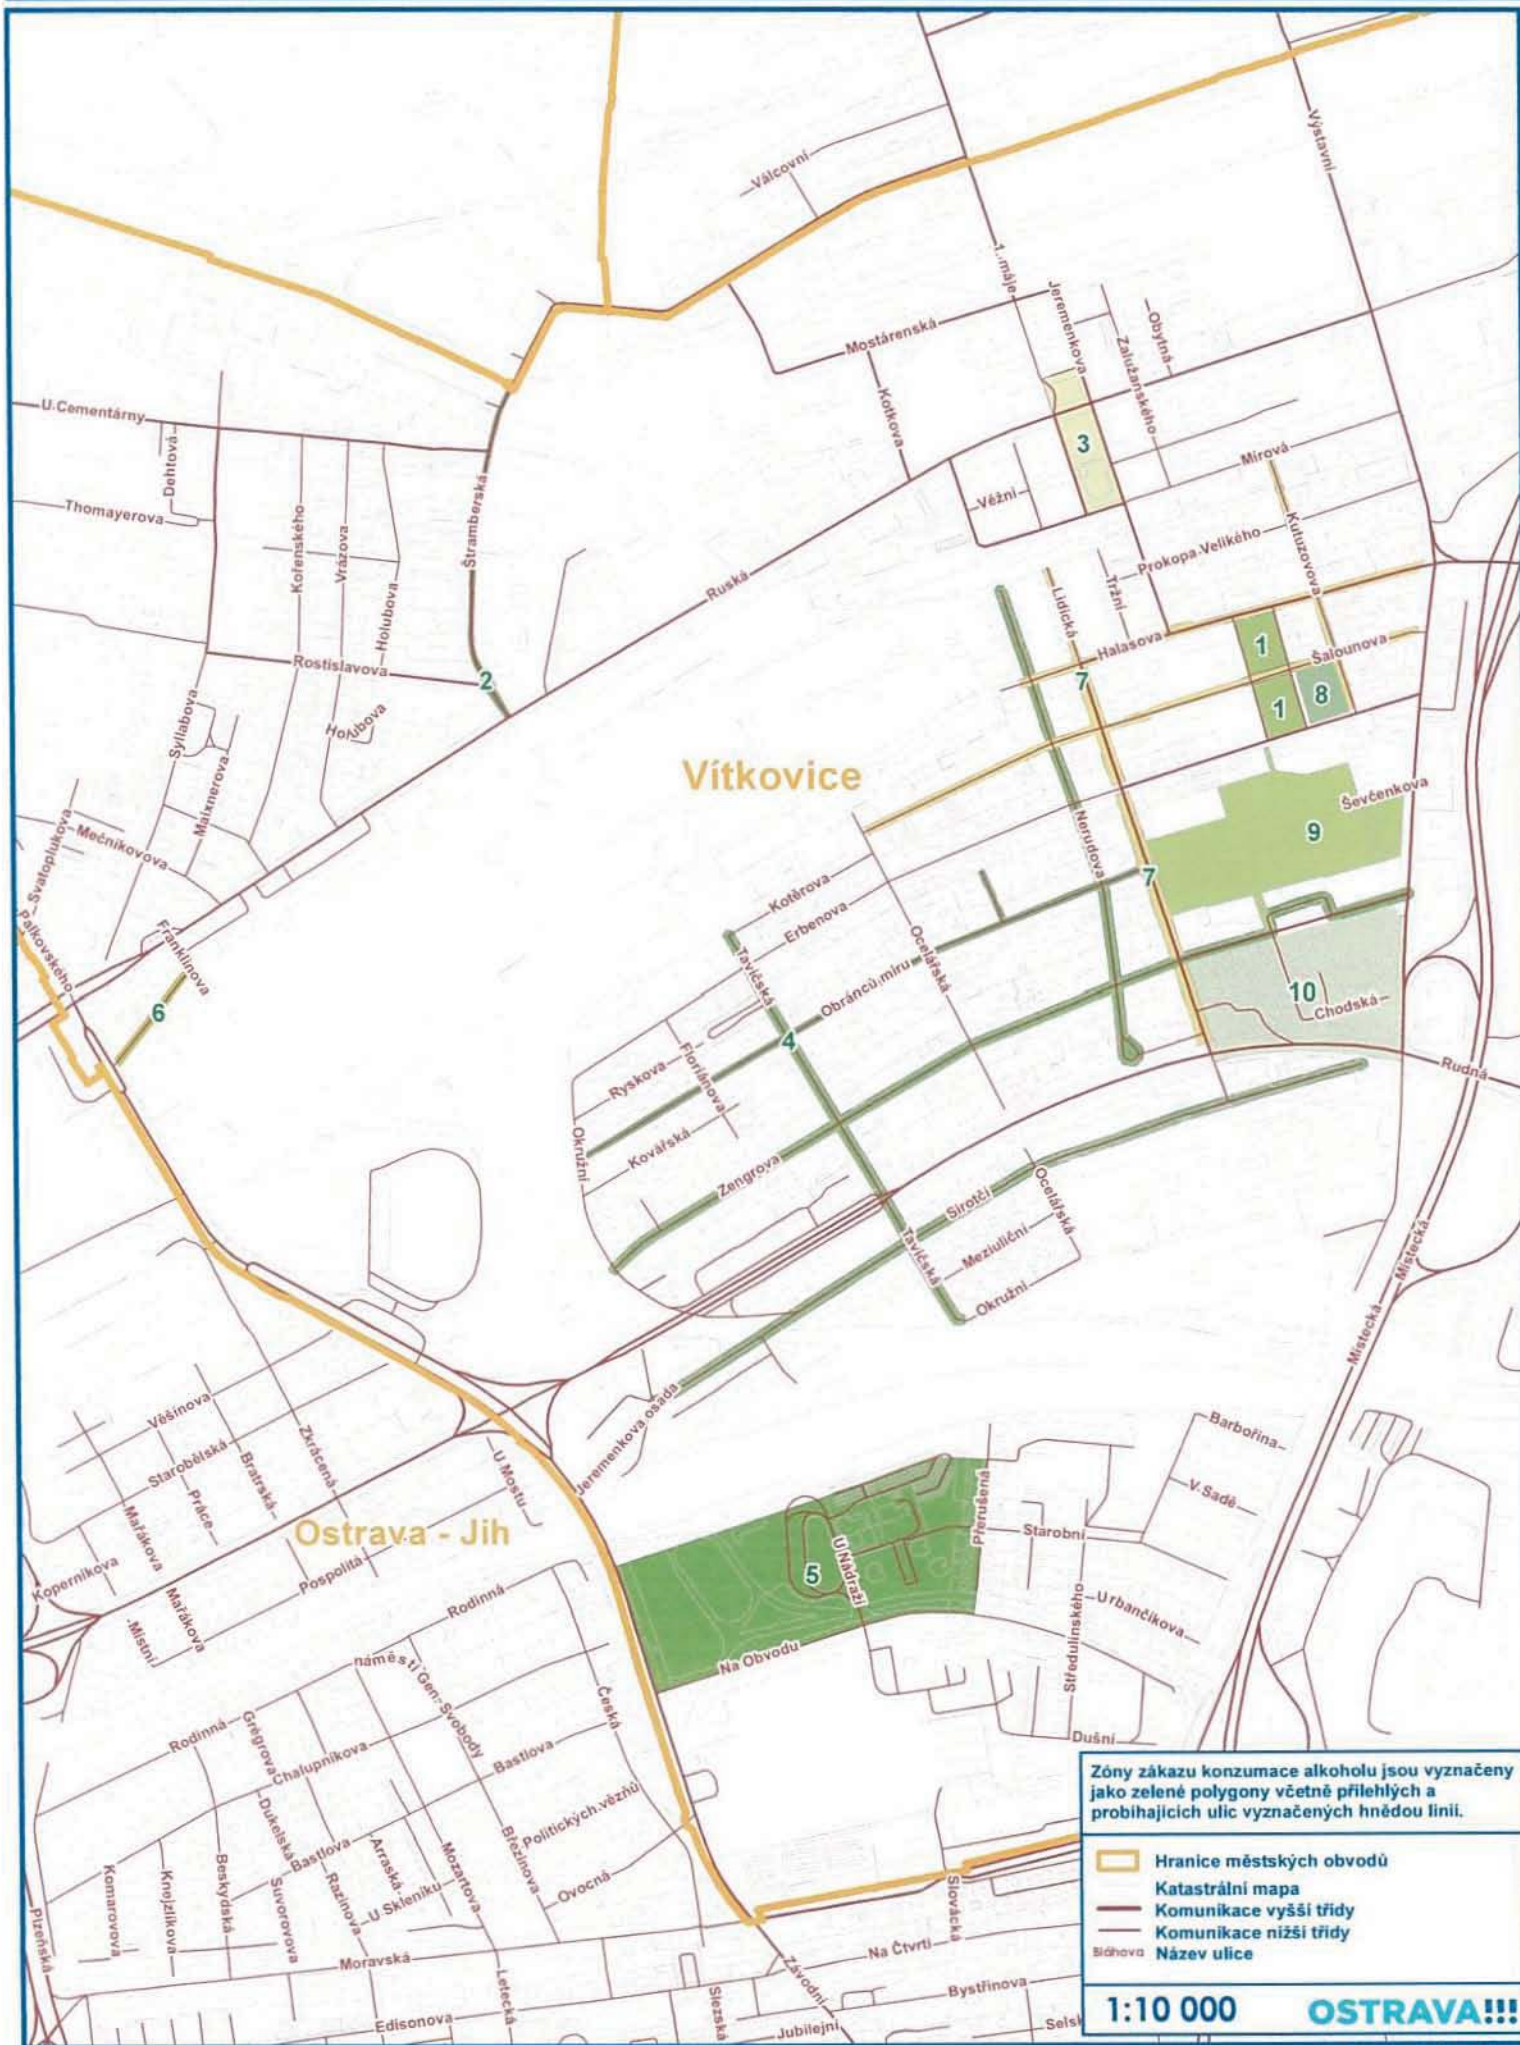 Válcovní
Výstavní
1. máje
Jeremenkova
Obytná
Zalužanského
Mostárenská
Kotkova
U Cementárny
Dehtová
Thomayerova
Kořenského
Vrázova
Holubova
Štramberská
3
Mírová
Věžní
Kutuzovova
Prokopa Velikého
Tržní
Ruská
Lidická
Halasova
1
Šalounova
Rostislavova
2
7
1
8
Syllabova
Holubova
Maixnerova
Vítkovice
Ševčenkova
Svatoplukova
Mečníkovova
Nerudova
9
Kotěrova
7
Erbenova
Palkovského
Franklinova
Ocelářská
Tavičská
Obránců míru
10
Chodská
6
4
Ryskova
Floriánova
Rudná
Okružní
Kovářská
Zengrova
Sirotčí
Ocelářská
Meziuliční
Tavičská
Okružní
Místecká
Místecká
Jeremenkova osada
Věšínova
Zkrácená
Starobělská
Bratrská
U Mostu
Barbořina
V Sadě
Práce
Mařákova
Ostrava - Jih
Přerušená
Starobní
U Nádraží
5
Koperníkova
Pospolitá
Mařákova
Místní
Rodinná
Urbančíkova
Středulinského
Na Obvodu
náměstí Gen. Svobody
Česká
Rodinná
Grégrova
Chalupníkova
Bastlova
Dušní
Politických vězňů
Dukelská
Bastlova
Březinova
Arraská
Mozartova
Ovocná
U Skleníku
Komarovova
Knejzlíkova
Beskydská
Suvorovova
Razinova
Plzeňská
Moravská
Slovácká
Na Čtvrti
Závodní
Letecká
Slezská
Bystřinova
Edisonova
Jubilejní
Selsk
Zóny zákazu konzumace alkoholu jsou vyznačeny
jako zelené polygony včetně přilehlých a
probíhajících ulic vyznačených hnědou linií.
Hranice městských obvodů
Katastrální mapa
Komunikace vyšší třídy
Komunikace nižší třídy
Bláhova Název ulice
1:10 000 OSTRAVA!!!